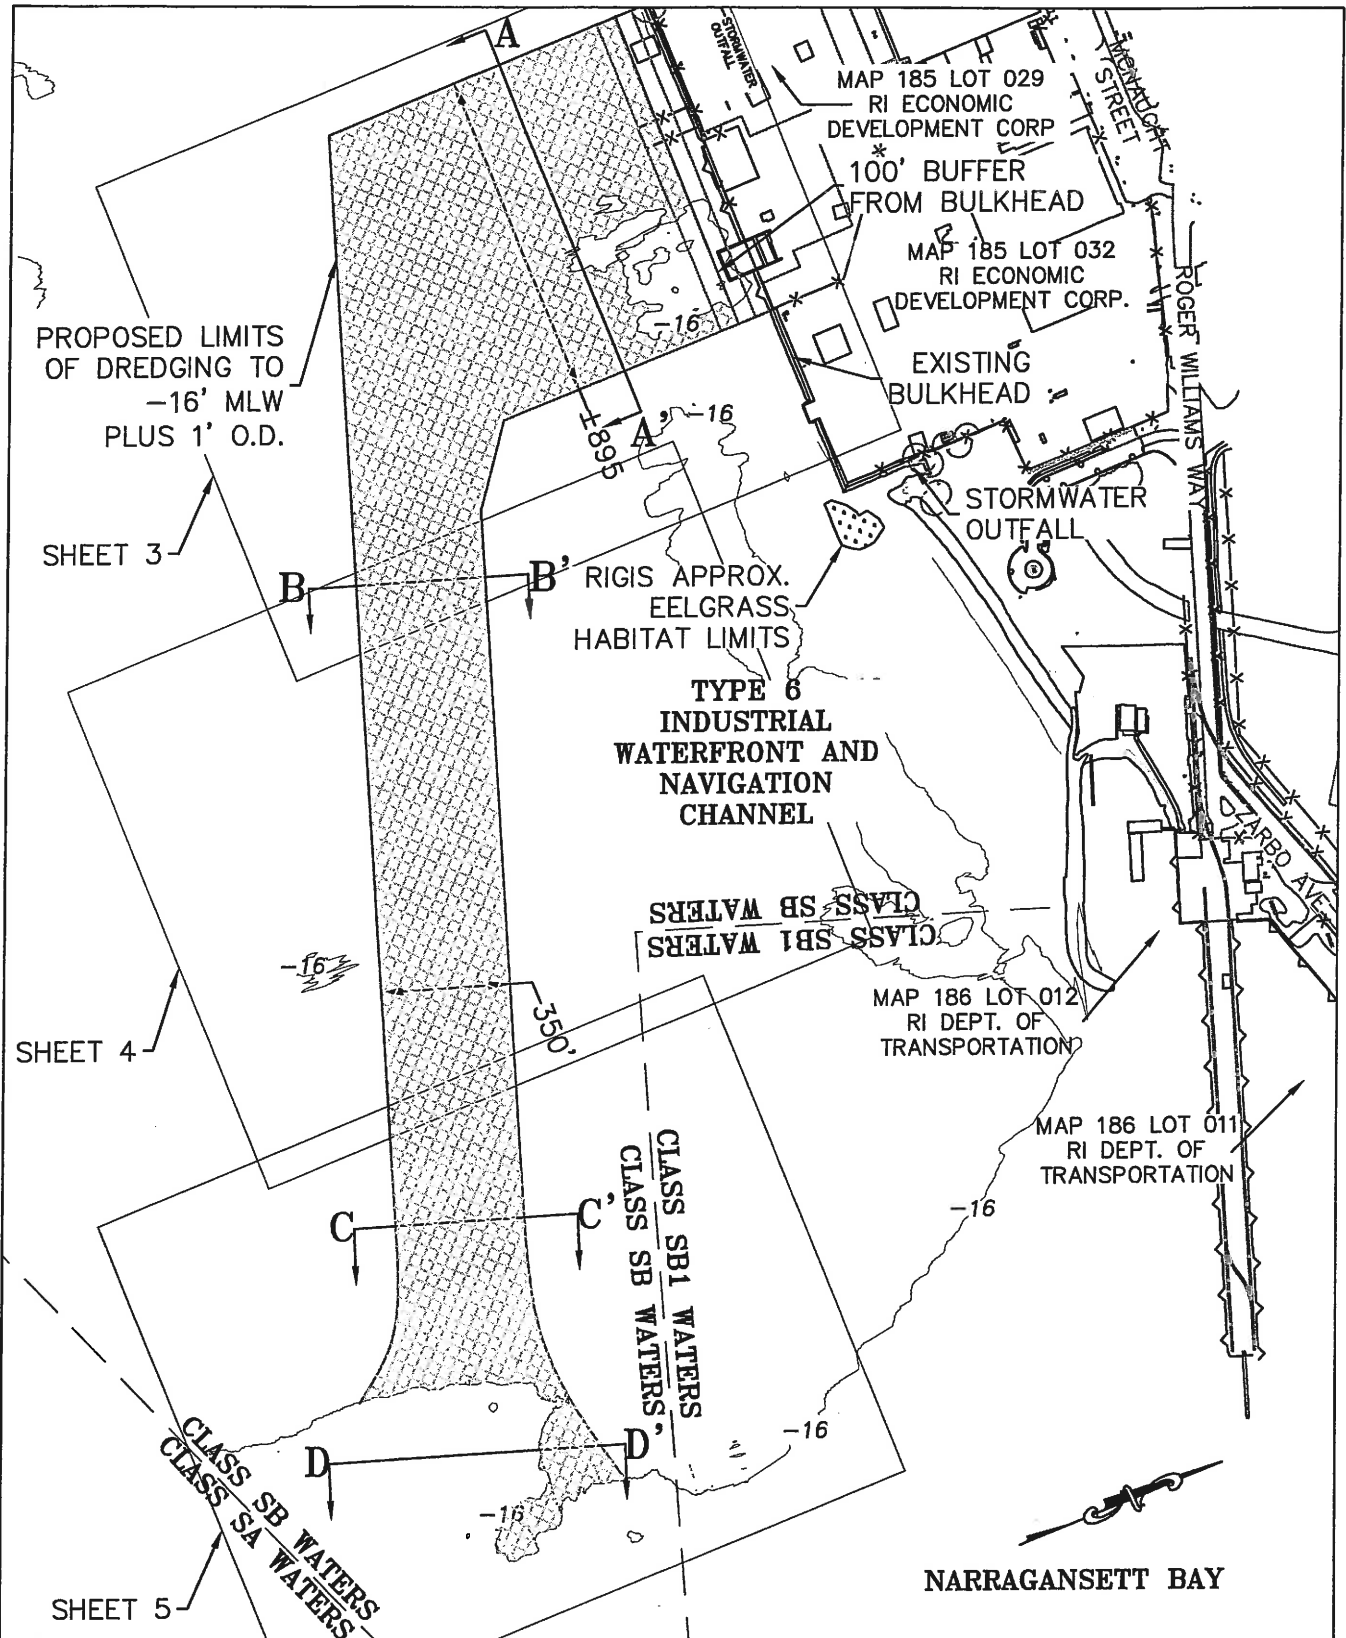 A
STORMWATER
OUTFALL
MAP 185 LOT 029
RI ECONOMIC
DEVELOPMENT CORP
STREET
100' BUFFER
FROM BULKHEAD
MAP 185 LOT 032
RI ECONOMIC
DEVELOPMENT CORP.
ROGER WILLIAMS WAY
PROPOSED LIMITS
OF DREDGING TO
-16' MLW
PLUS 1' O.D.
-16
EXISTING
BULKHEAD
-16
A'
±895
SHEET 3
STORMWATER
OUTFALL
B
B'
RIGIS APPROX.
EELGRASS
HABITAT LIMITS
TYPE 6
INDUSTRIAL
WATERFRONT AND
NAVIGATION
CHANNEL
ZARBO AVE
CLASS SB WATERS
CLASS SB1 WATERS
-16
350'
MAP 186 LOT 012
RI DEPT. OF
TRANSPORTATION
SHEET 4
MAP 186 LOT 011
RI DEPT. OF
TRANSPORTATION
CLASS SB1 WATERS
CLASS SB WATERS
C
C'
-16
-16
D
D'
CLASS SB WATERS
CLASS SA WATERS
-16
SHEET 5
NARRAGANSETT BAY